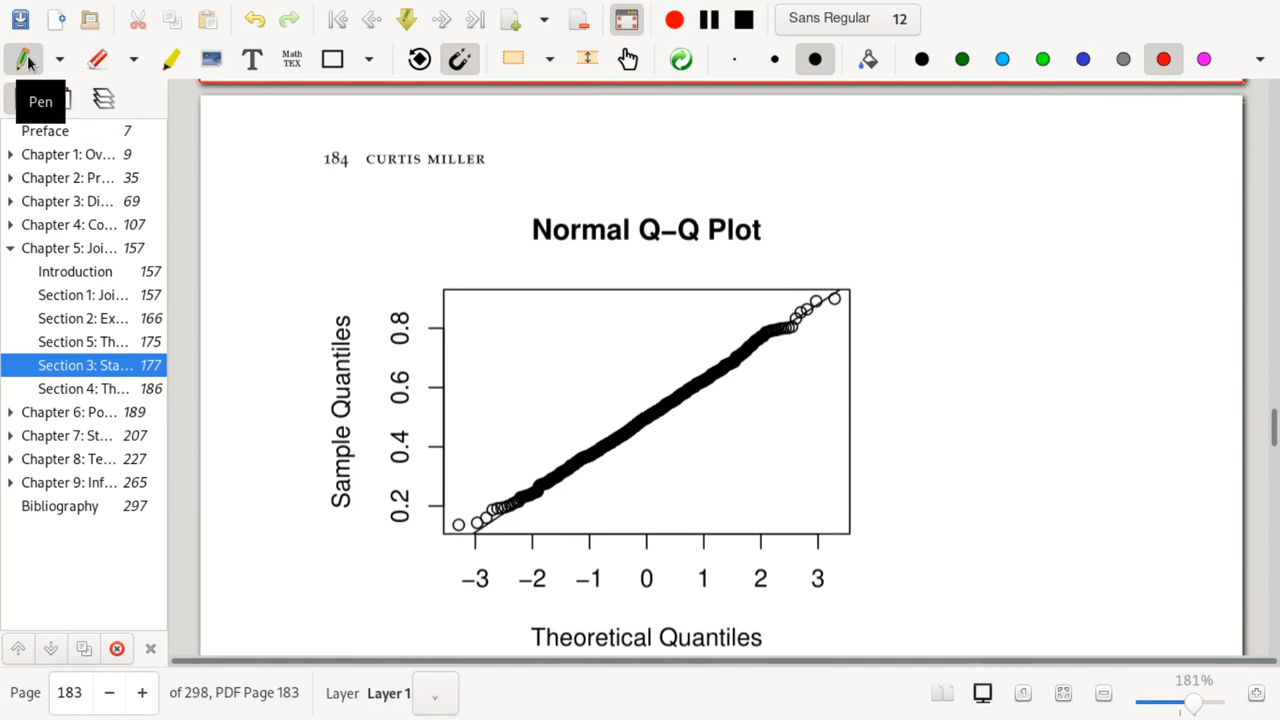 Sans Regular 12
Math
TEX
Pen
Preface 7
Chapter 1: Ov... 9
Chapter 2: Pr... 35
Chapter 3: Di... 69
Chapter 4: Co... 107
Chapter 5: Joi... 157
Introduction 157
Section 1: Joi... 157
Section 2: Ex... 166
Section 5: Th... 175
Section 3: Sta... 177
Section 4: Th... 186
Chapter 6: Po... 189
Chapter 7: St... 207
Chapter 8: Te... 227
Chapter 9: Inf... 265
Bibliography 297
184 CURTIS MILLER
Normal Q–Q Plot
Sample Quantiles
0.8
0.6
0.4
0.2
−3 −2 −1 0 1 2 3
Theoretical Quantiles
Page 183 of 298, PDF Page 183 Layer Layer 1
181%